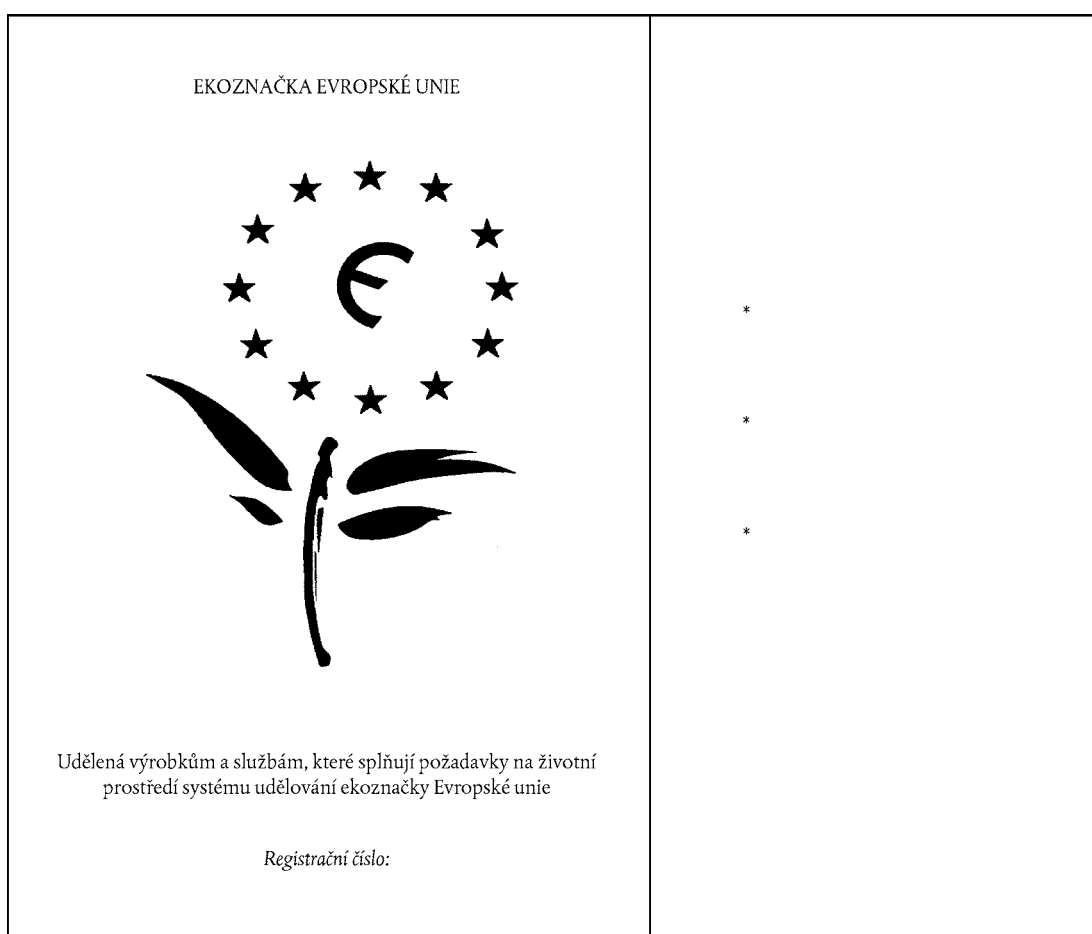 EKOZNAČKA EVROPSKÉ UNIE
Udělená výrobkům a službám, které splňují požadavky na životní
prostředí systému udělování ekoznačky Evropské unie
Registrační číslo:
*
*
*